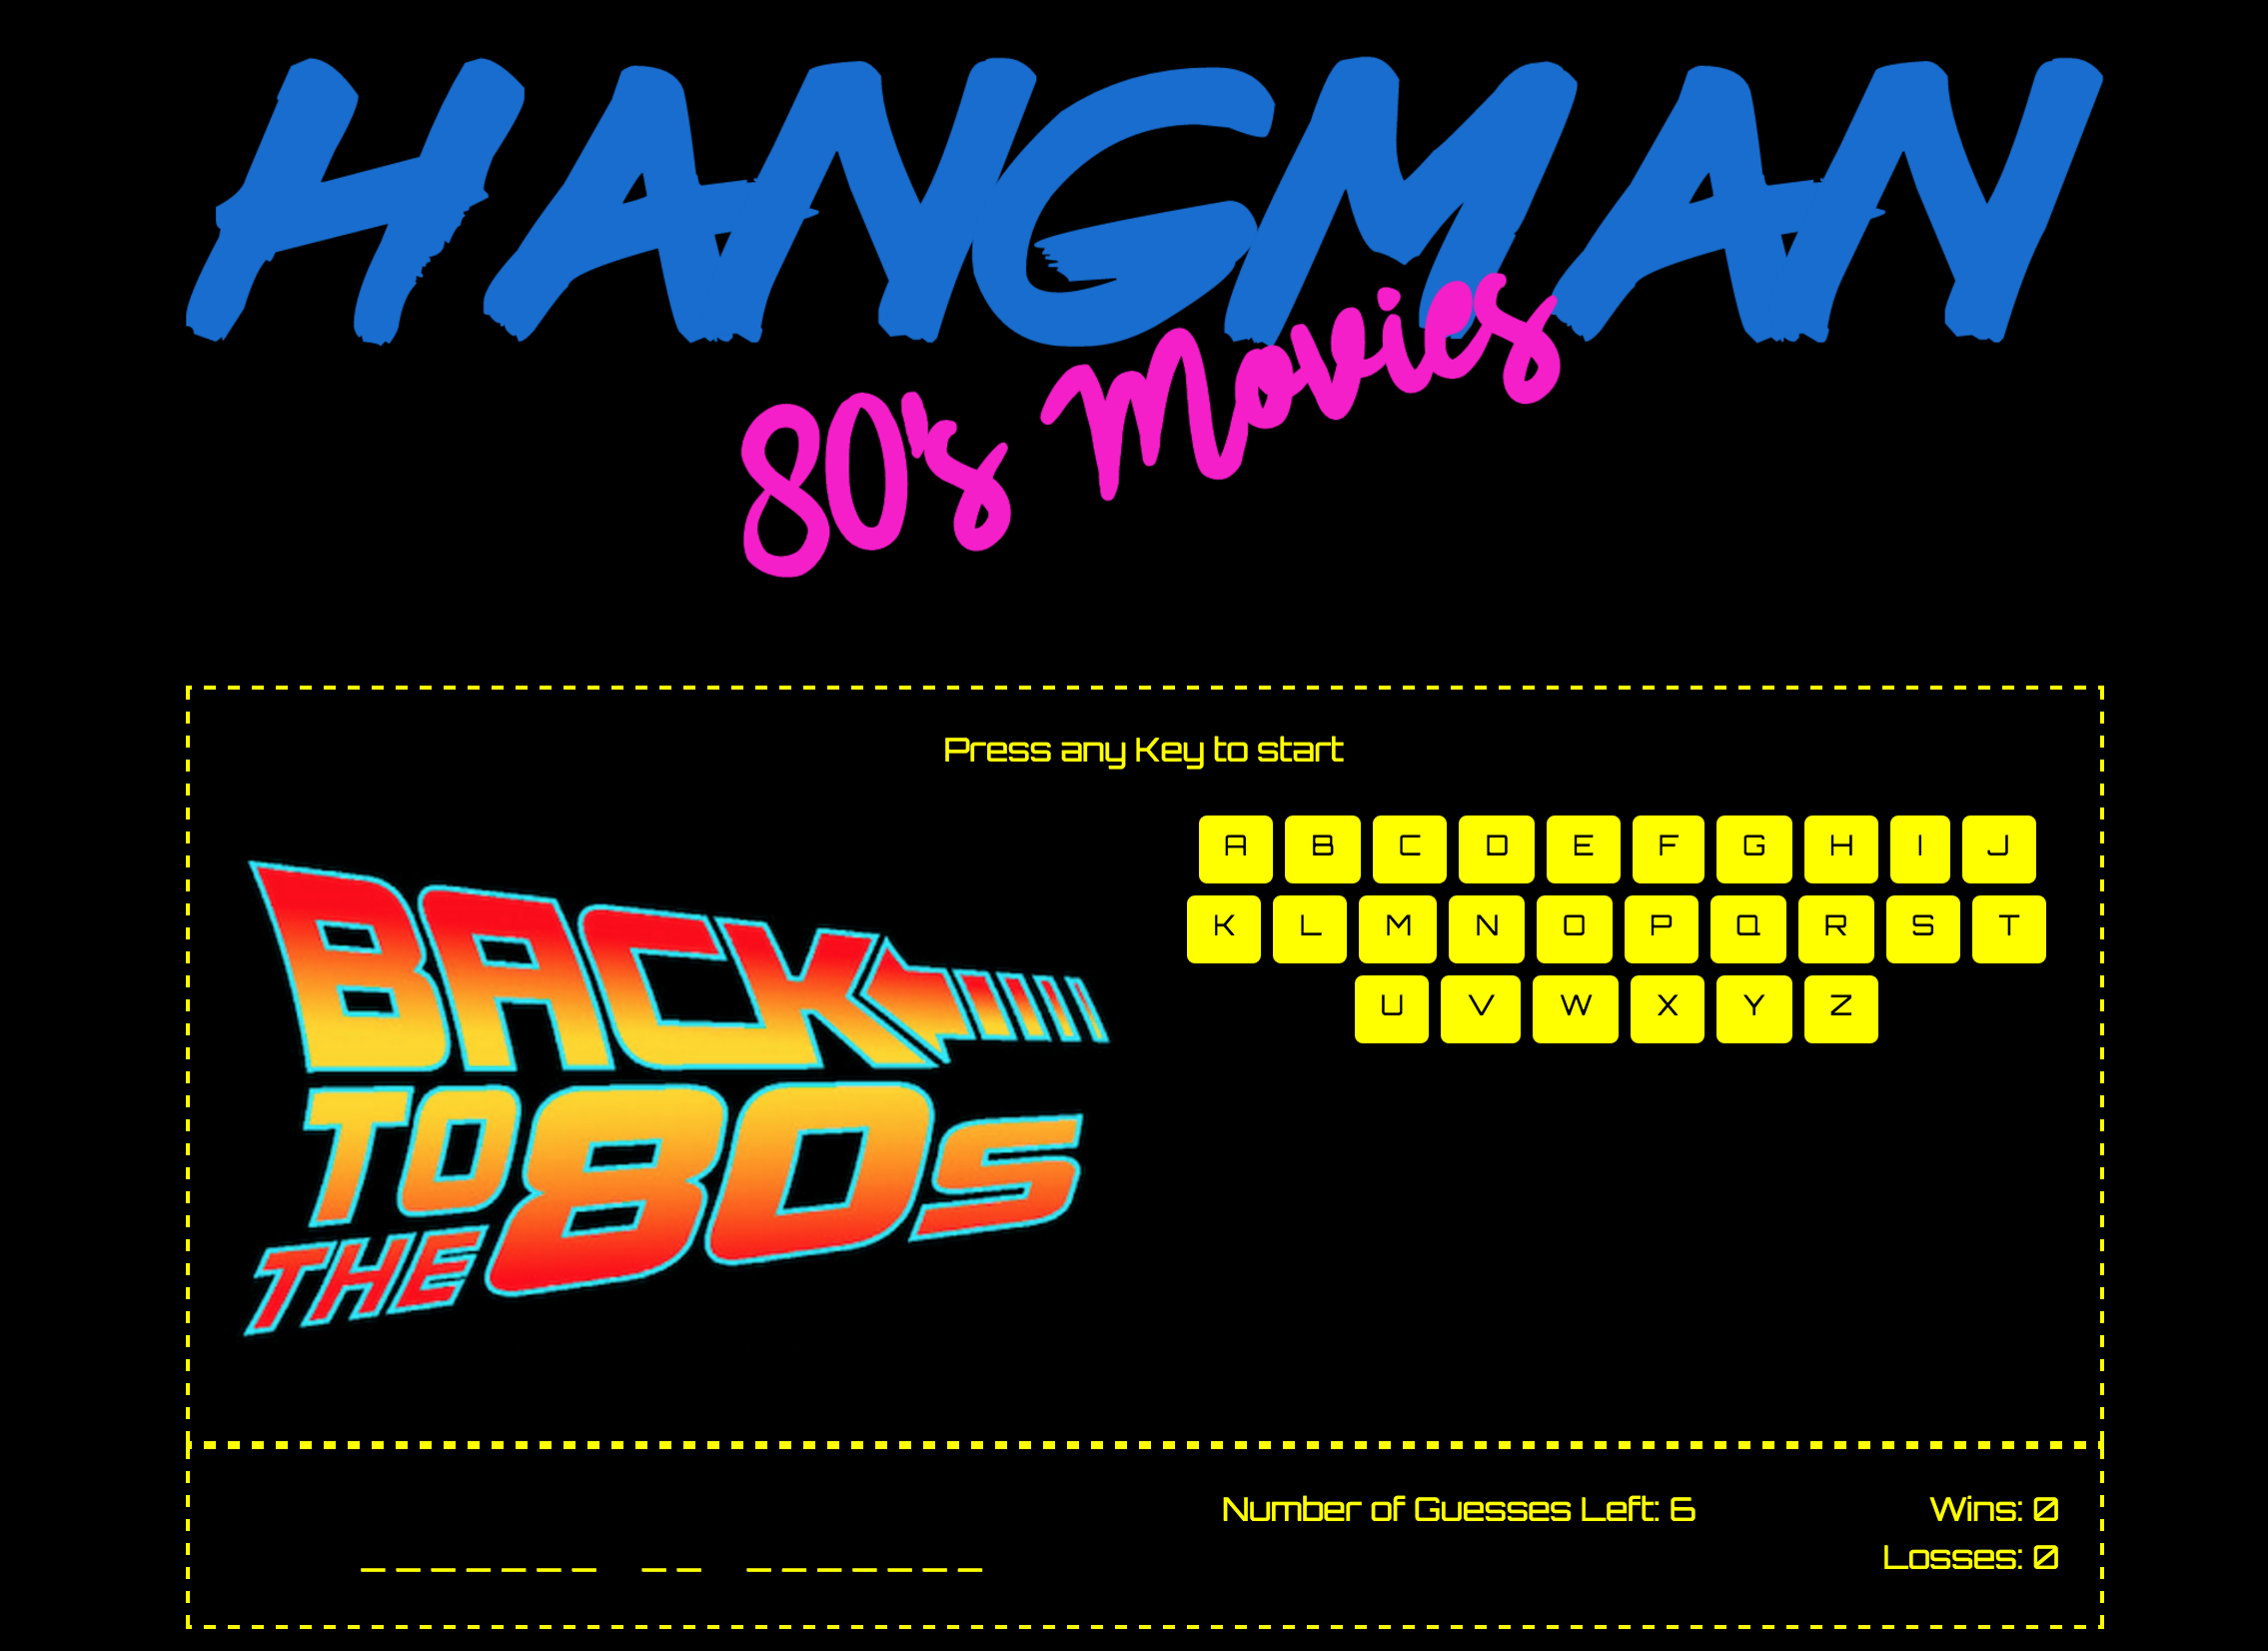 HANGMAN
80's Movies
Press any Key to start
A B C D E F G H I J
K L M N O P Q R S T
U V W X Y Z
BACK
TO
THE 80s
_ _ _ _ _ _ _ _ _ _ _ _ _ _ _ _
Number of Guesses Left: 6
Wins: 0
Losses: 0